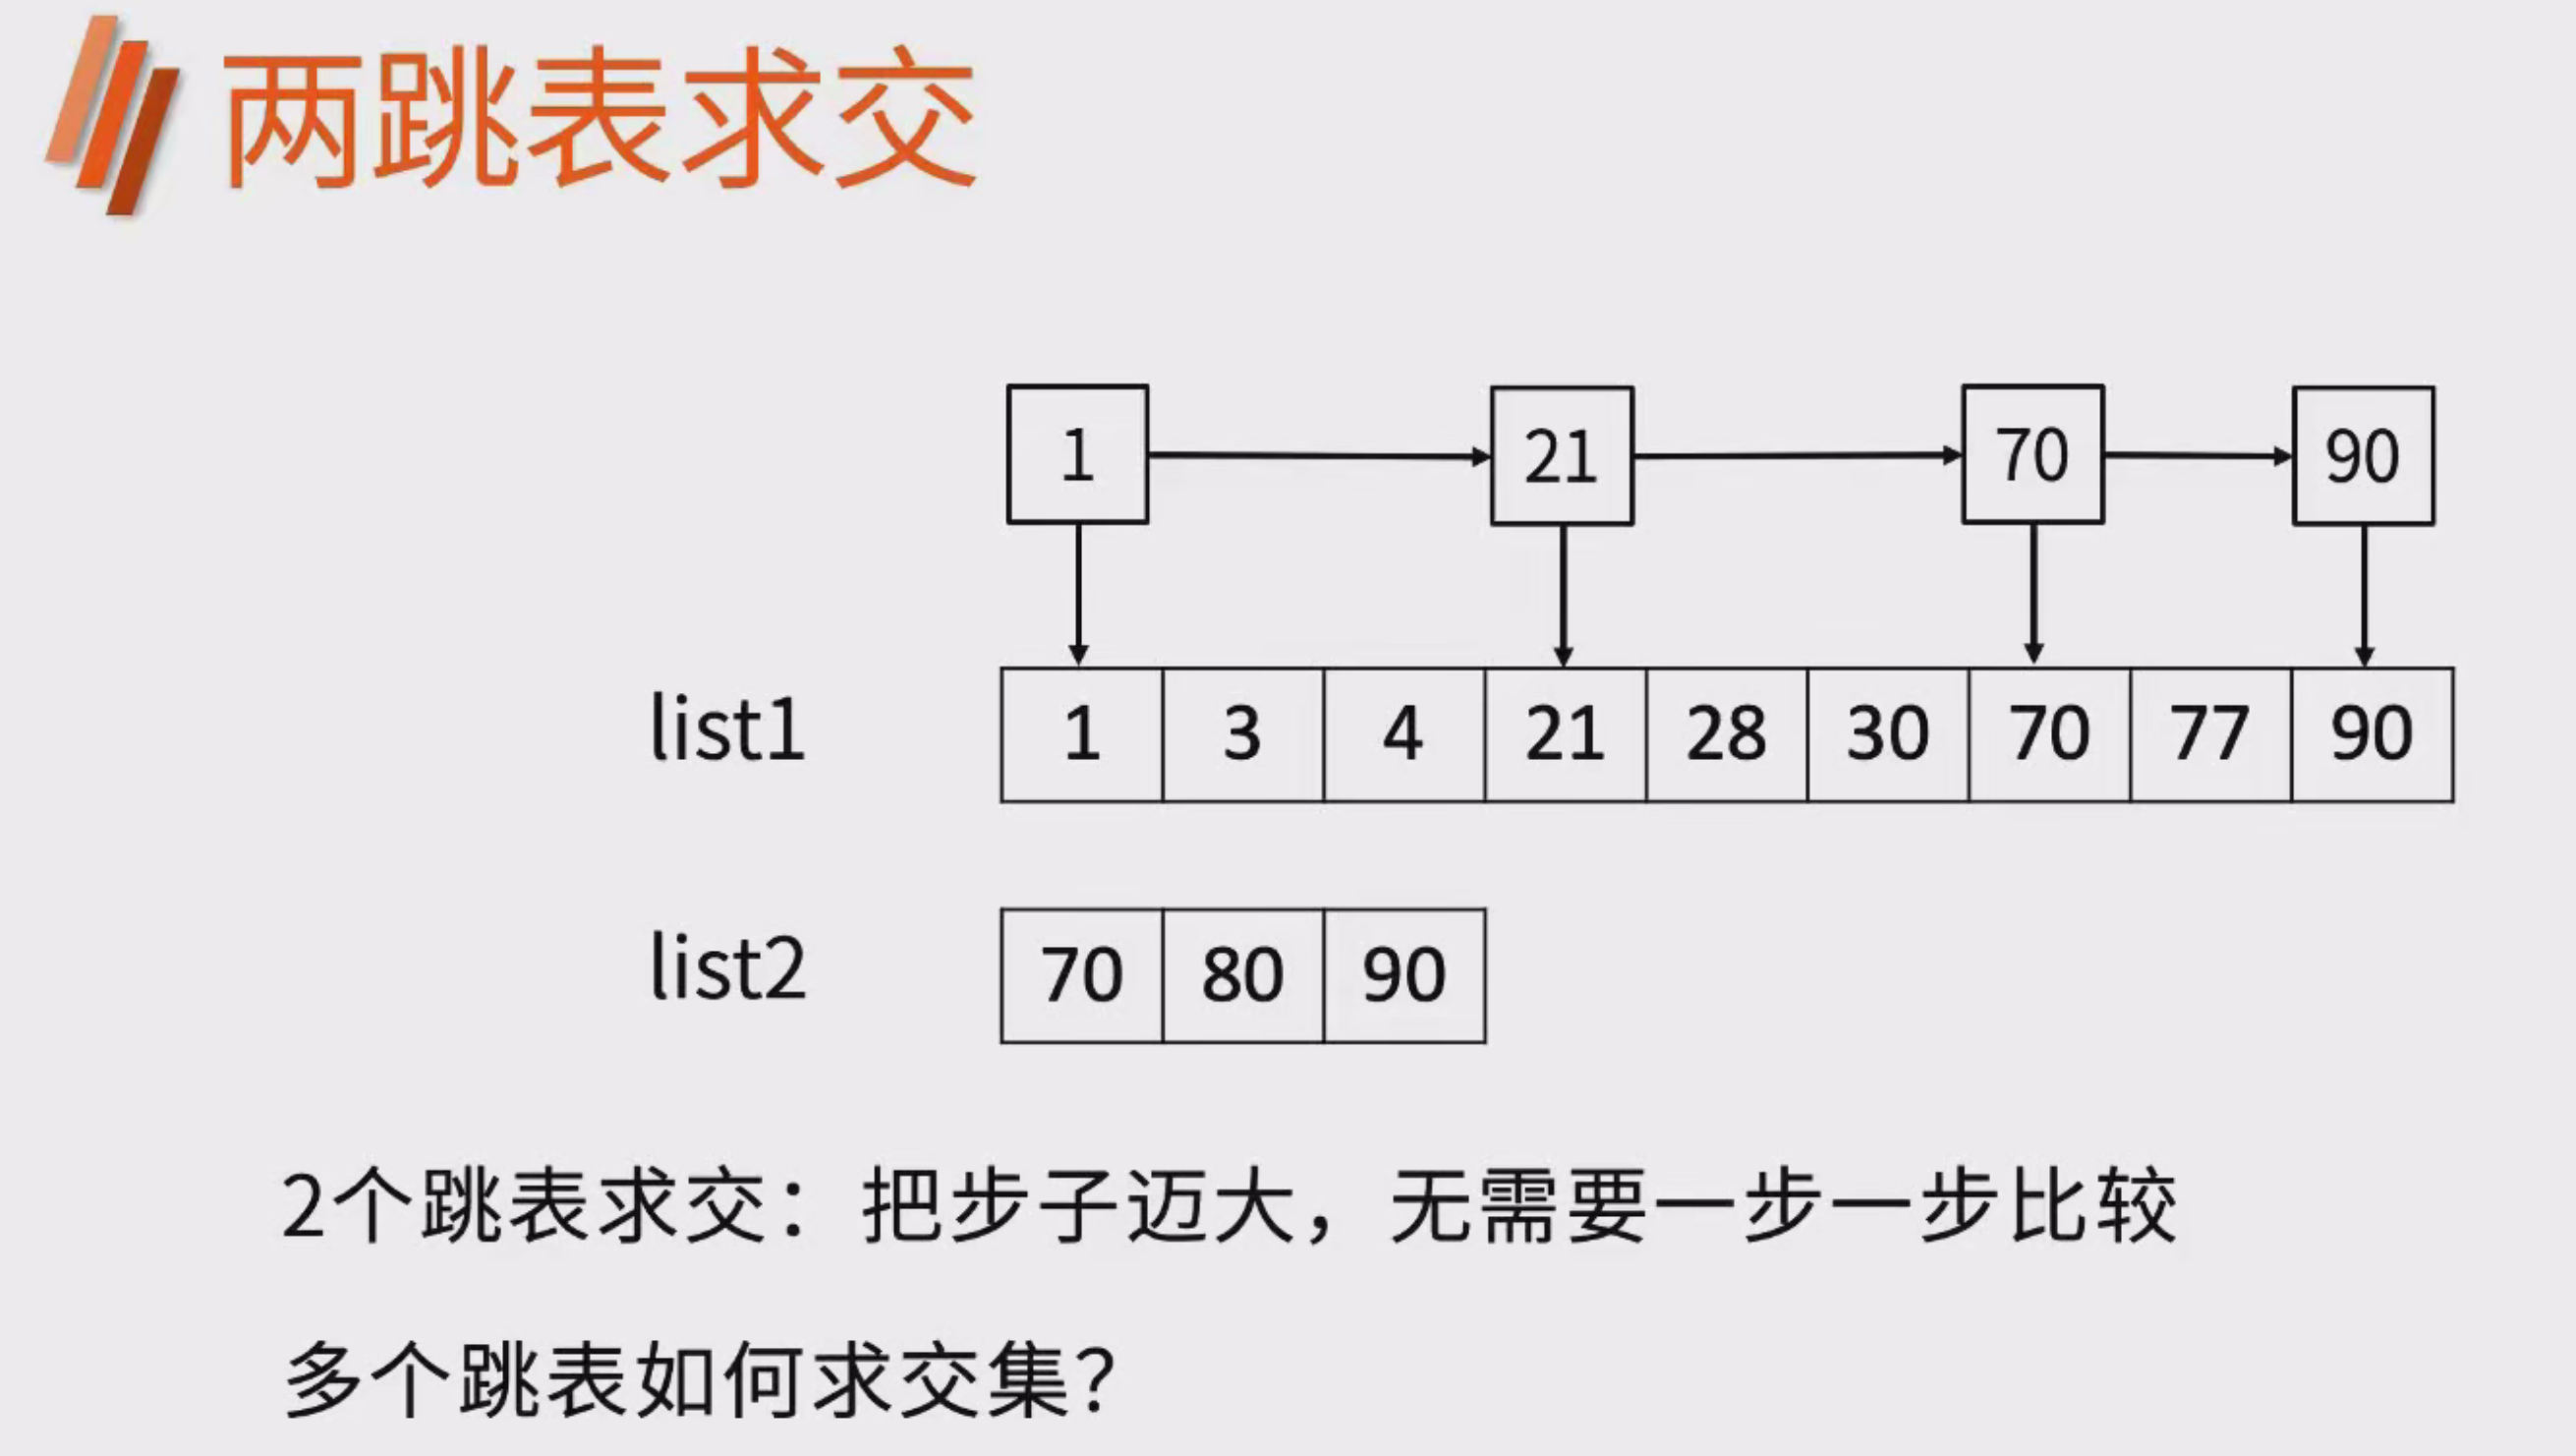 两跳表求交
1 21 70 90
list1 1 3 4 21 28 30 70 77 90
list2 70 80 90
2个跳表求交：把步子迈大，无需要一步一步比较
多个跳表如何求交集？